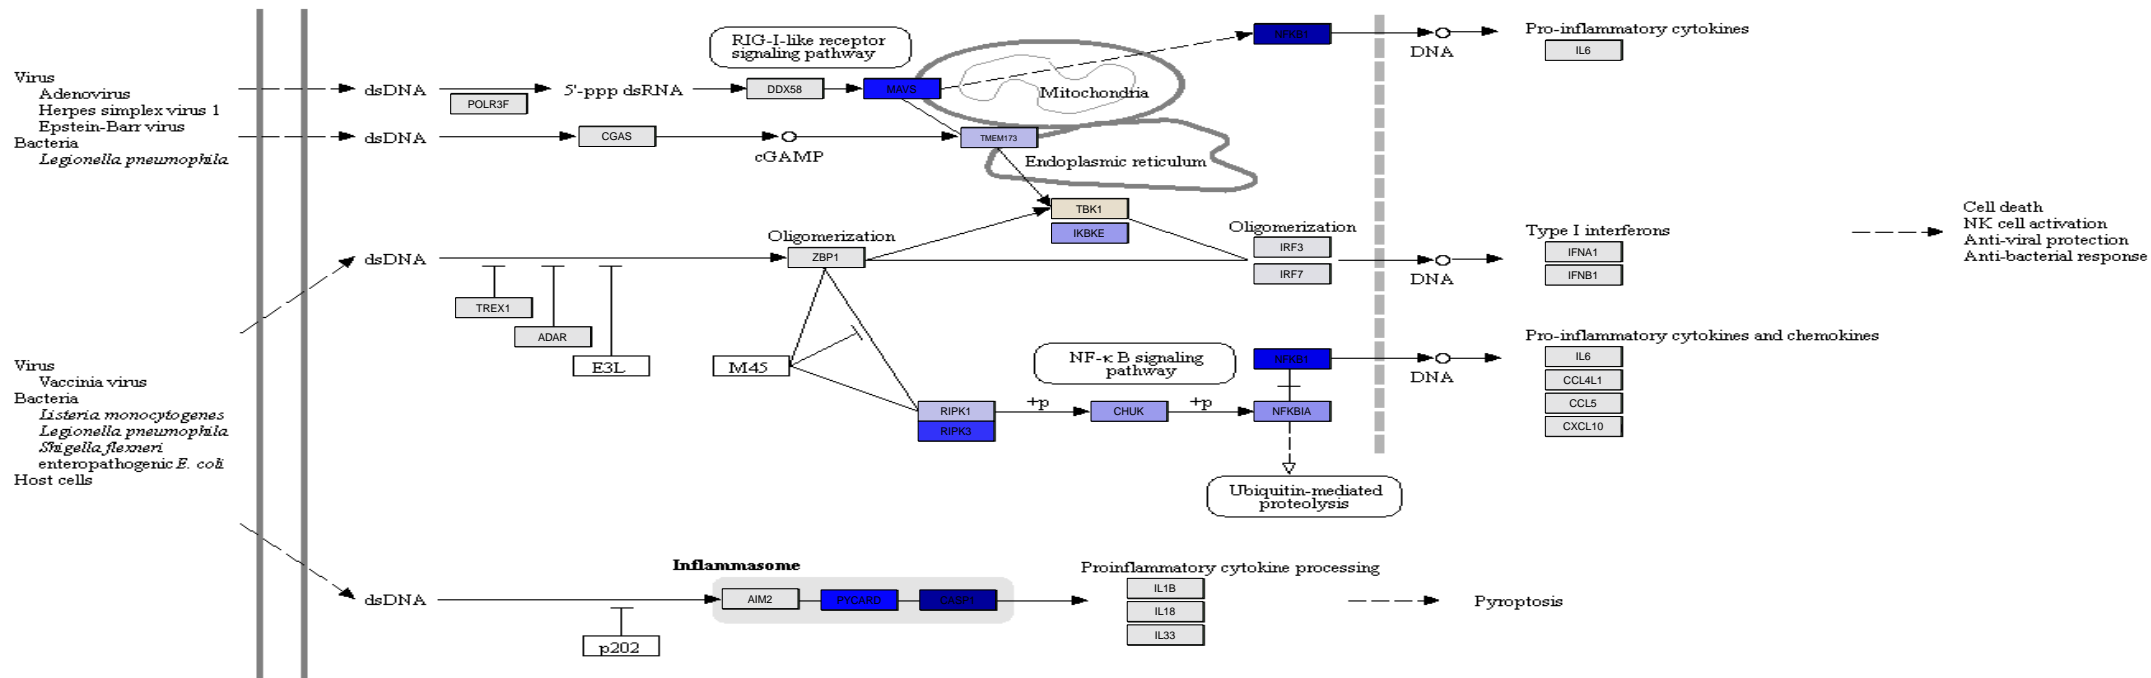 RIG-I-like receptor
signaling pathway
NFKB1
DNA
Pro-inflammatory cytokines
IL6
Virus
Adenovirus
Herpes simplex virus 1
Epstein-Barr virus
Bacteria
Legionella pneumophila
dsDNA
POLR3F
5'-ppp dsRNA
DDX58
MAVS
Mitochondria
dsDNA
CGAS
cGAMP
TMEM173
Endoplasmic reticulum
TBK1
IKBKE
Oligomerization
ZBP1
Oligomerization
IRF3
IRF7
DNA
Type I interferons
IFNA1
IFNB1
Cell death
NK cell activation
Anti-viral protection
Anti-bacterial response
dsDNA
TREX1
ADAR
E3L
M45
NF-κ B signaling
pathway
NFKB1
DNA
Pro-inflammatory cytokines and chemokines
IL6
CCL4L1
CCL5
CXCL10
Virus
Vaccinia virus
Bacteria
Listeria monocytogenes
Legionella pneumophila
Shigella flexneri
enteropathogenic E. coli
Host cells
RIPK1
RIPK3
+p
CHUK
+p
NFKBIA
Ubiquitin-mediated
proteolysis
Inflammasome
dsDNA
AIM2
PYCARD
CASP1
p202
Proinflammatory cytokine processing
IL1B
IL18
IL33
Pyroptosis